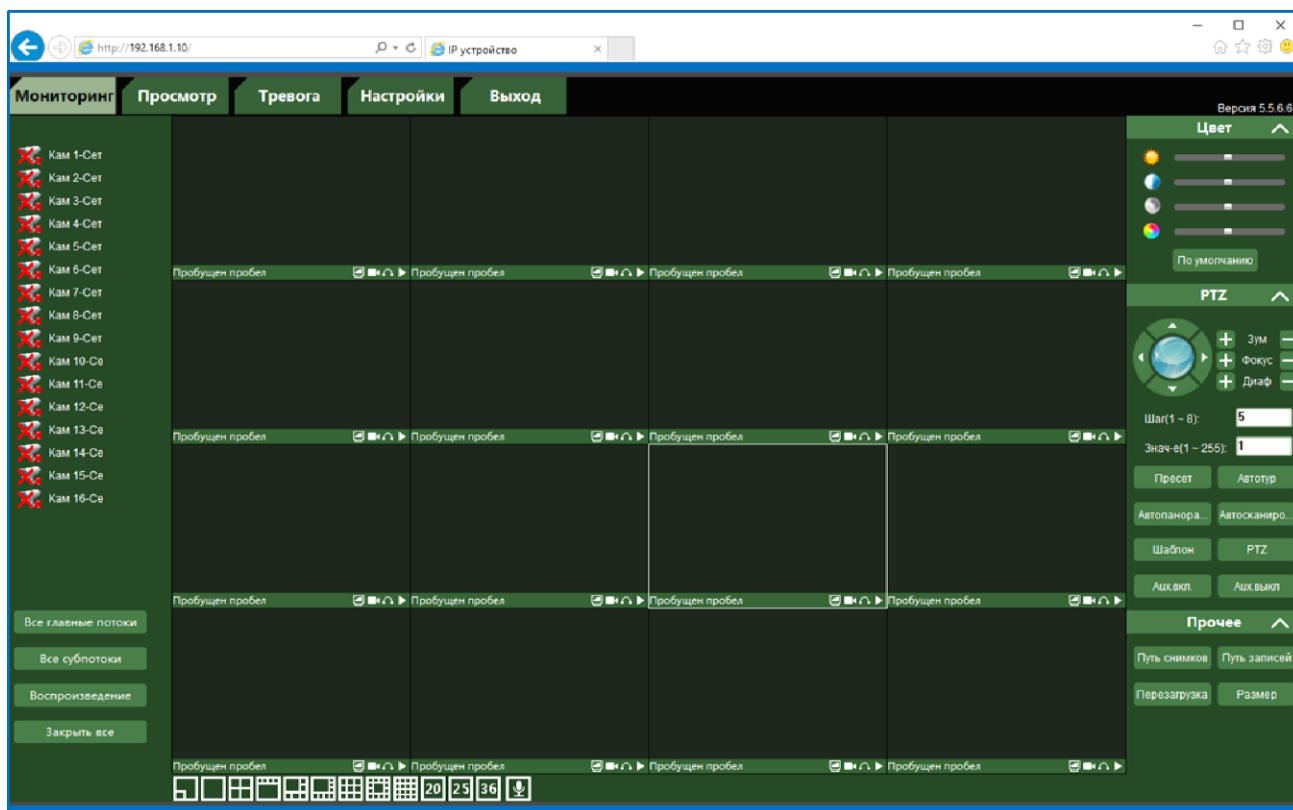 http://192.168.1.10/
IP устройство
Мониторинг Просмотр Тревога Настройки Выход
Версия 5.5.6.6
Цвет
Кам 1-Сет
Кам 2-Сет
Кам 3-Сет
Кам 4-Сет
Кам 5-Сет
По умолчанию
Кам 6-Сет
Пробущен пробел Пробущен пробел Пробущен пробел Пробущен пробел
Кам 7-Сет
PTZ
Кам 8-Сет
Кам 9-Сет
Зум
Кам 10-Се
Фокус
Кам 11-Се
Диаф
Кам 12-Се
Шаг(1 ~ 8): 5
Кам 13-Се
Пробущен пробел Пробущен пробел Пробущен пробел Пробущен пробел
Знач-е(1 ~ 255): 1
Кам 14-Се
Кам 15-Се
Пресет Автотур
Кам 16-Се
Автопанора... Автосканиро...
Шаблон PTZ
Aux.вкл. Aux.выкл
Пробущен пробел Пробущен пробел Пробущен пробел Пробущен пробел
Все главные потоки
Прочее
Все субпотоки
Путь снимков Путь записей
Воспроизведение
Перезагрузка Размер
Закрыть все
Пробущен пробел Пробущен пробел Пробущен пробел Пробущен пробел
20 25 36